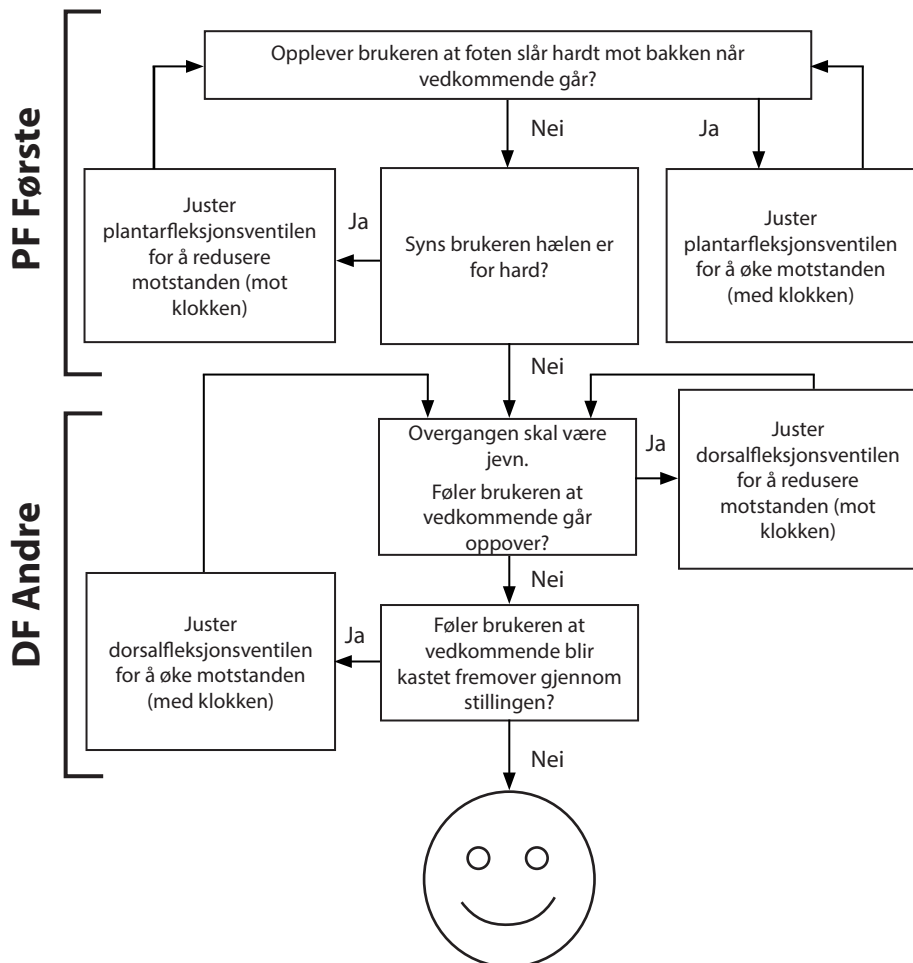 PF Første
Opplever brukeren at foten slår hardt mot bakken når
vedkommende går?
Nei
Ja
Juster
plantarfleksjonsventilen
for å redusere
motstanden (mot
klokken)
Ja
Syns brukeren hælen er
for hard?
Juster
plantarfleksjonsventilen
for å øke motstanden
(med klokken)
Nei
DF Andre
Overgangen skal være
jevn.
Føler brukeren at
vedkommende går
oppover?
Ja
Juster
dorsalfleksjonsventilen
for å redusere
motstanden (mot
klokken)
Nei
Juster
dorsalfleksjonsventilen
for å øke motstanden
(med klokken)
Ja
Føler brukeren at
vedkommende blir
kastet fremover gjennom
stillingen?
Nei